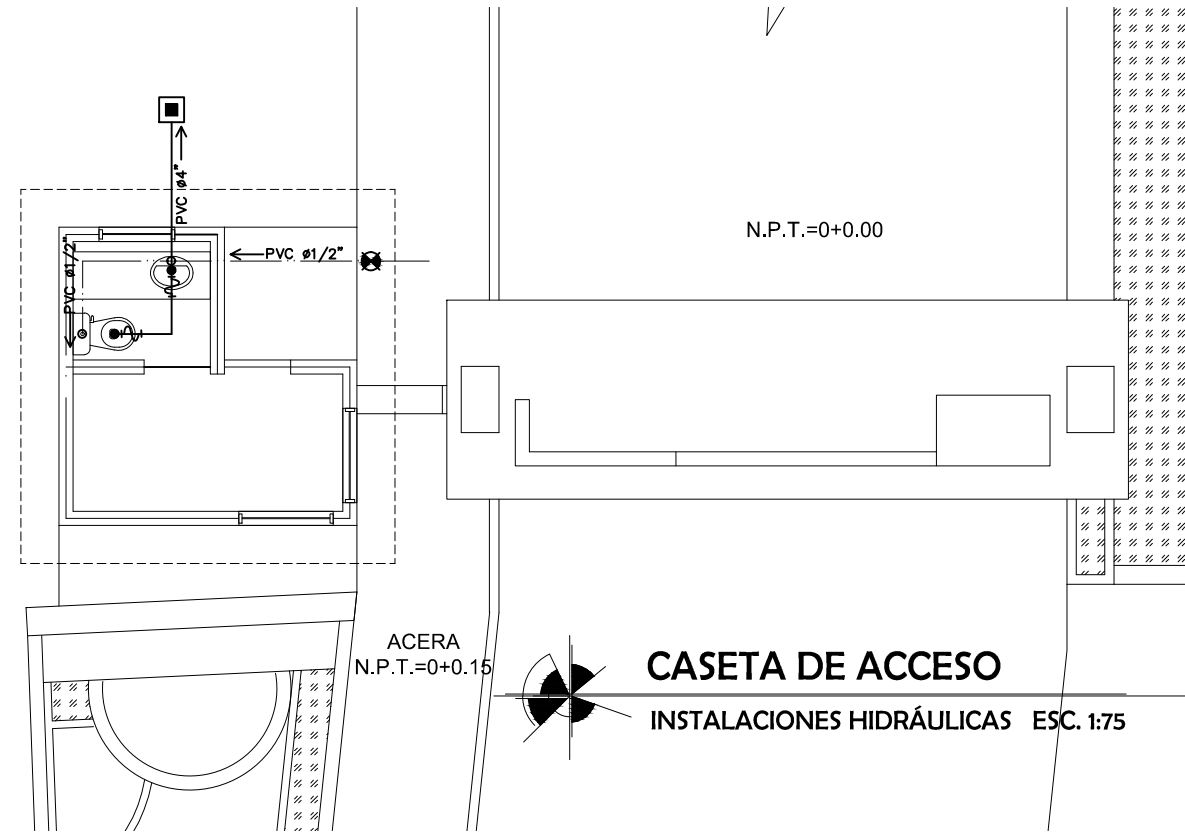 PVC ø4"
N.P.T.=0+0.00
PVC ø1/2"
PVC ø1/2"
ACERA
N.P.T.=0+0.15
CASETA DE ACCESO
INSTALACIONES HIDRÁULICAS ESC. 1:75